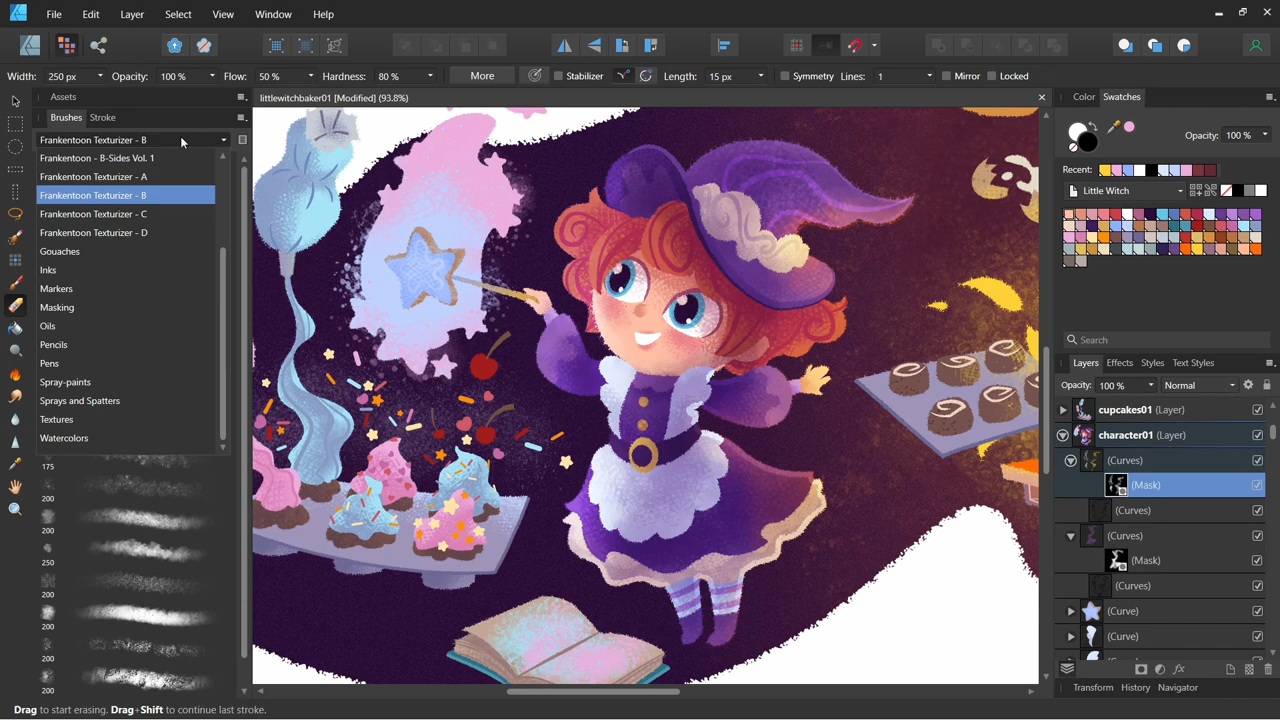 File Edit Layer Select View Window Help
Width: 250 px Opacity: 100 % Flow: 50 % Hardness: 80 % More Stabilizer Length: 15 px Symmetry Lines: 1 Mirror Locked
Assets
littlewitchbaker01 [Modified] (93.8%)
Color Swatches
Brushes Stroke
Frankentoon Texturizer - B
Opacity: 100 %
Frankentoon - B-Sides Vol. 1
Frankentoon Texturizer - A
Frankentoon Texturizer - B
Frankentoon Texturizer - C
Frankentoon Texturizer - D
Gouaches
Inks
Markers
Masking
Oils
Pencils
Pens
Spray-paints
Sprays and Spatters
Textures
Watercolors
175
200
200
250
200
200
200
200
Recent:
Little Witch
Search
Layers Effects Styles Text Styles
Opacity: 100 % Normal
cupcakes01 (Layer)
character01 (Layer)
(Curves)
(Mask)
(Curves)
(Curves)
(Mask)
(Curves)
(Curve)
(Curve)
Transform History Navigator
Drag to start erasing. Drag+Shift to continue last stroke.